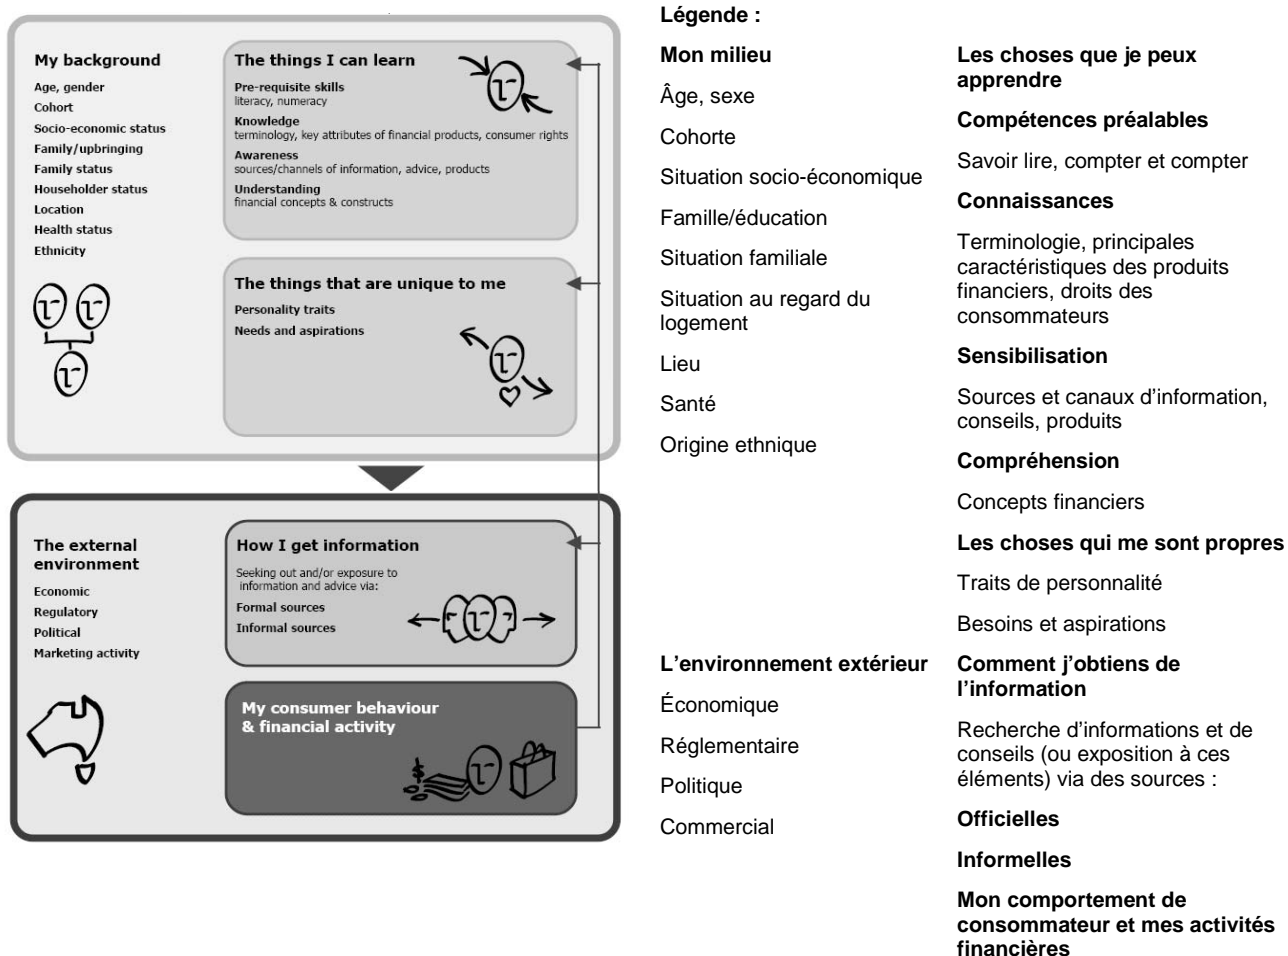 My background
Age, gender
Cohort
Socio-economic status
Family/upbringing
Family status
Householder status
Location
Health status
Ethnicity
The things I can learn
Pre-requisite skills
literacy, numeracy
Knowledge
terminology, key attributes of financial products, consumer rights
Awareness
sources/channels of information, advice, products
Understanding
financial concepts & constructs
The things that are unique to me
Personality traits
Needs and aspirations
The external
environment
Economic
Regulatory
Political
Marketing activity
How I get information
Seeking out and/or exposure to
information and advice via:
Formal sources
Informal sources
My consumer behaviour
& financial activity
$
Légende :
Mon milieu
Âge, sexe
Cohorte
Situation socio-économique
Famille/éducation
Situation familiale
Situation au regard du
logement
Lieu
Santé
Origine ethnique
L'environnement extérieur
Économique
Réglementaire
Politique
Commercial
Les choses que je peux
apprendre
Compétences préalables
Savoir lire, compter et compter
Connaissances
Terminologie, principales
caractéristiques des produits
financiers, droits des
consommateurs
Sensibilisation
Sources et canaux d'information,
conseils, produits
Compréhension
Concepts financiers
Les choses qui me sont propres
Traits de personnalité
Besoins et aspirations
Comment j'obtiens de
l'information
Recherche d'informations et de
conseils (ou exposition à ces
éléments) via des sources :
Officielles
Informelles
Mon comportement de
consommateur et mes activités
financières